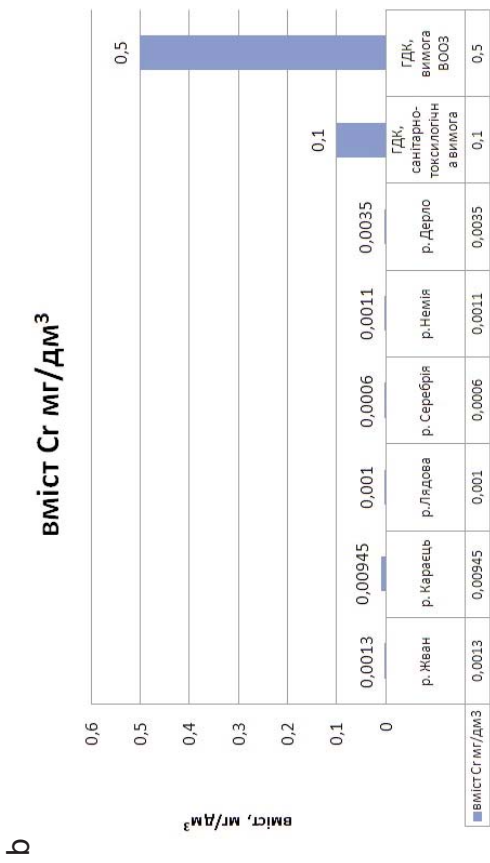 b
вміст Cr мг/дм³
вміст, мг/дм³
0,6
0,5
0,4
0,3
0,2
0,1
0
0,0013
0,00945
0,001
0,0006
0,0011
0,0035
0,1
0,5
р. Жван
р. Караєць
р.Лядова
р. Серебрія
р.Немія
р. Дерло
ГДК,
санітарно-
токсилогічн
а вимога
ГДК,
вимога
ВООЗ
вміст Cr мг/дм3
0,0013
0,00945
0,001
0,0006
0,0011
0,0035
0,1
0,5